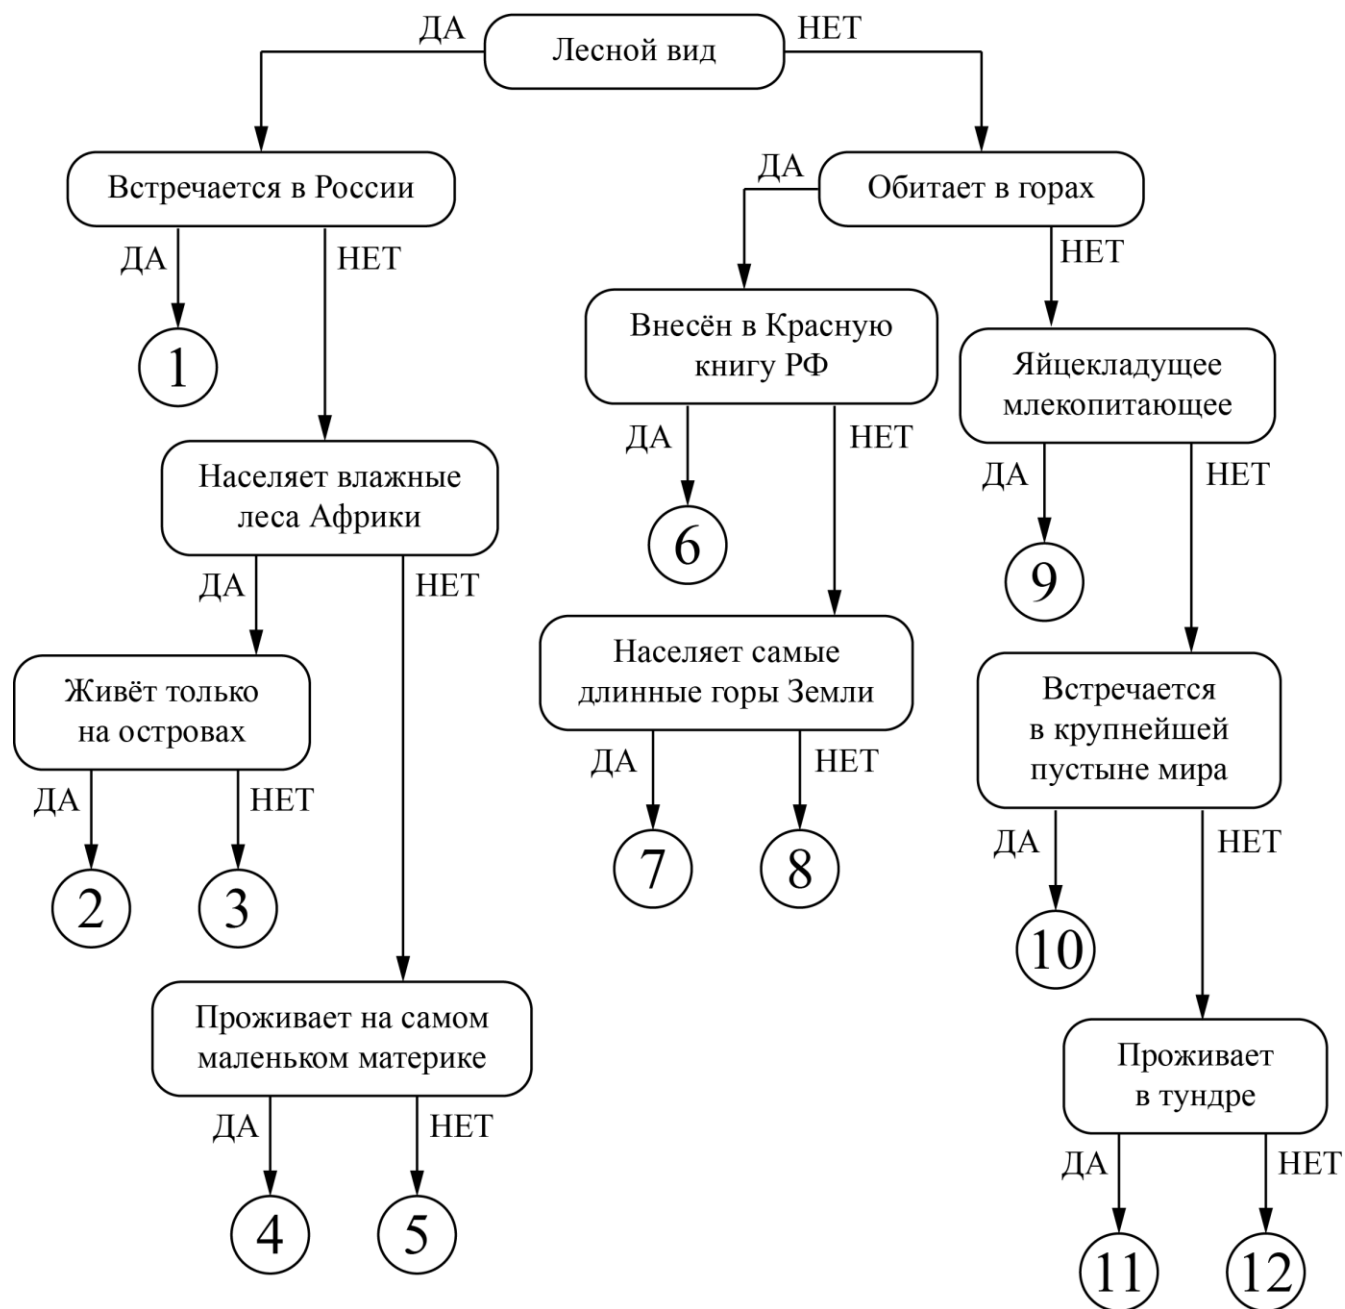 ДА
Лесной вид
НЕТ
Встречается в России
ДА
НЕТ
1
Населяет влажные
леса Африки
ДА
НЕТ
Живёт только
на островах
ДА
НЕТ
2
3
Проживает на самом
маленьком материке
ДА
НЕТ
4
5
ДА
Обитает в горах
НЕТ
Внесён в Красную
книгу РФ
ДА
НЕТ
6
Населяет самые
длинные горы Земли
ДА
НЕТ
7
8
Яйцекладущее
млекопитающее
ДА
НЕТ
9
Встречается
в крупнейшей
пустыне мира
ДА
НЕТ
10
Проживает
в тундре
ДА
НЕТ
11
12